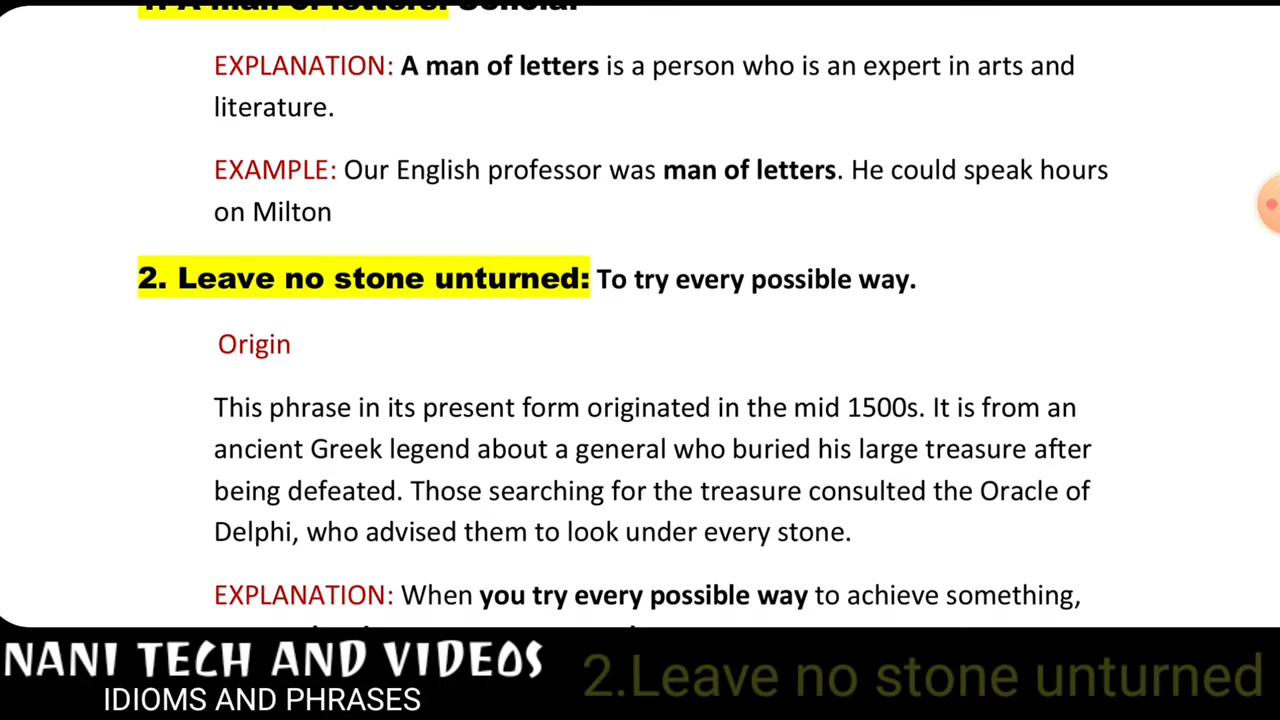 1. A man of letters: Scholar
EXPLANATION: A man of letters is a person who is an expert in arts and
literature.
EXAMPLE: Our English professor was man of letters. He could speak hours
on Milton
2. Leave no stone unturned: To try every possible way.
Origin
This phrase in its present form originated in the mid 1500s. It is from an
ancient Greek legend about a general who buried his large treasure after
being defeated. Those searching for the treasure consulted the Oracle of
Delphi, who advised them to look under every stone.
EXPLANATION: When you try every possible way to achieve something,
NANI TECH AND VIDEOS
IDIOMS AND PHRASES
2.Leave no stone unturned